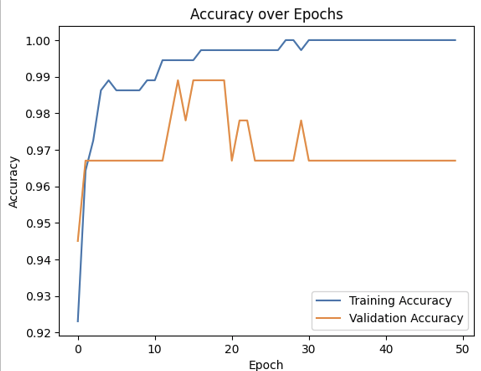 Accuracy over Epochs
1.00
0.99
0.98
0.97
0.96
0.95
0.94
0.93
0.92
Accuracy
Training Accuracy
Validation Accuracy
0 10 20 30 40 50
Epoch